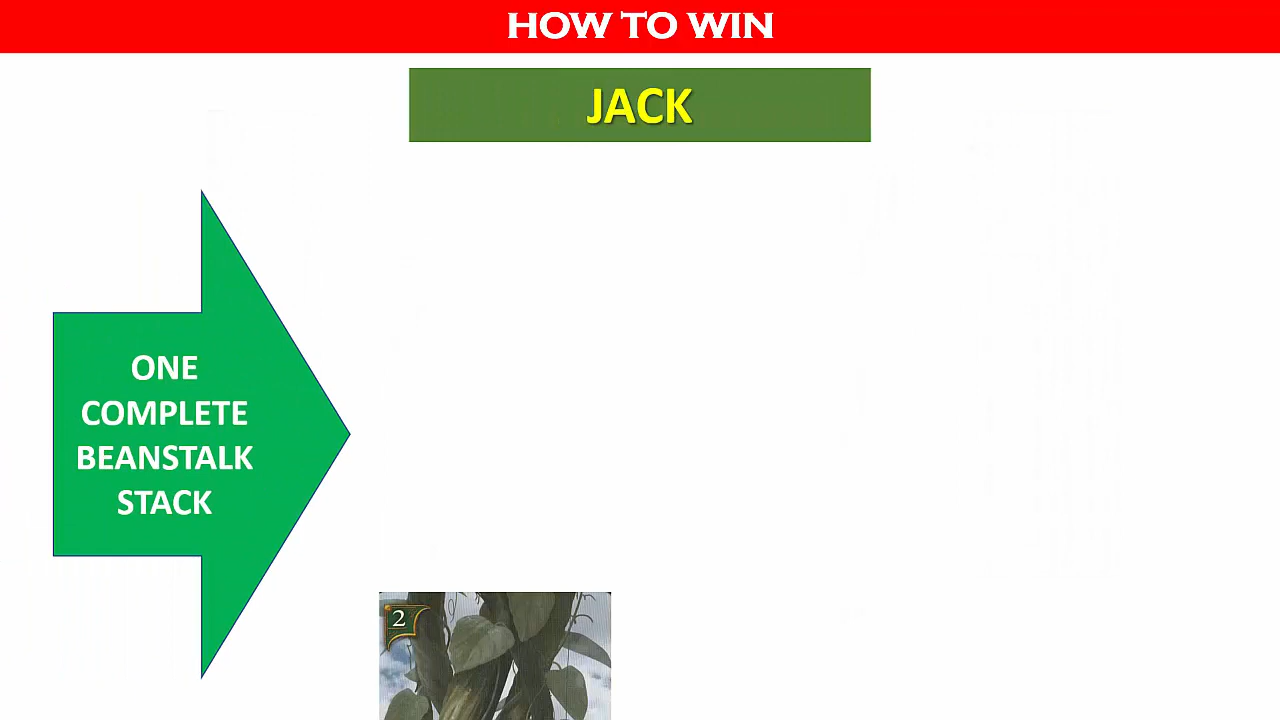 HOW TO WIN
JACK
ONE
COMPLETE
BEANSTALK
STACK
2